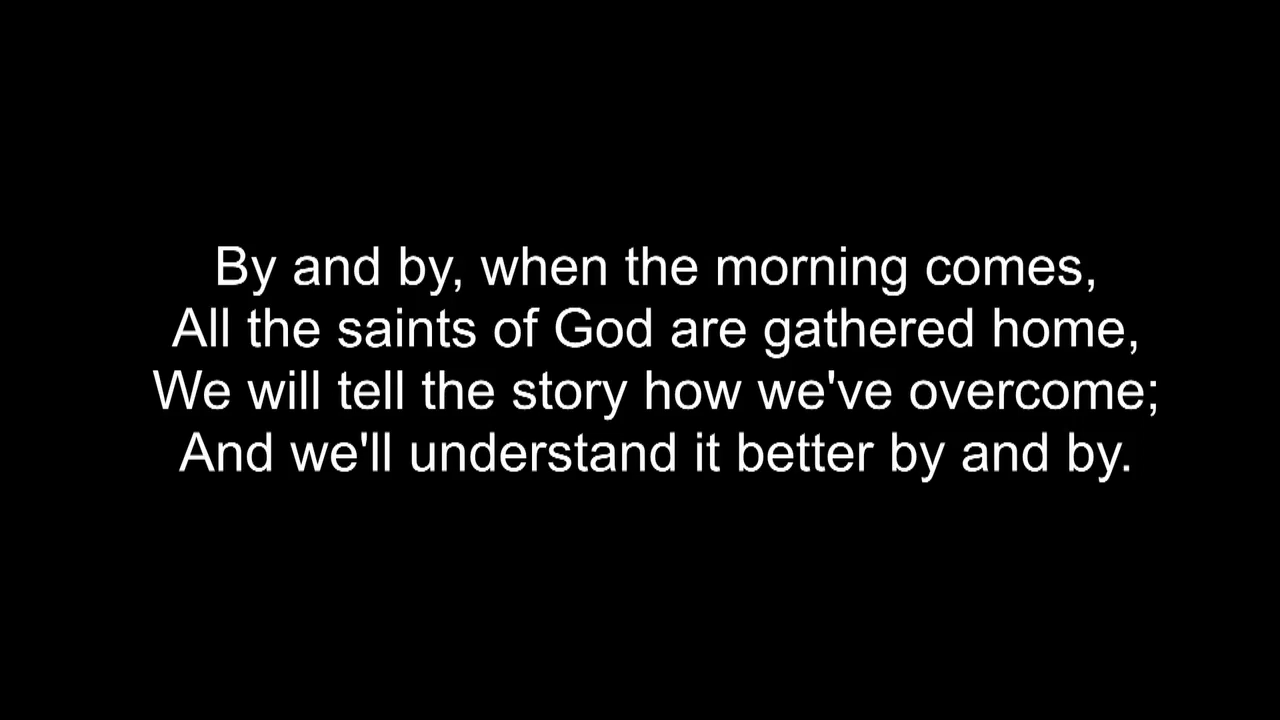 By and by, when the morning comes,
All the saints of God are gathered home,
We will tell the story how we've overcome;
And we'll understand it better by and by.